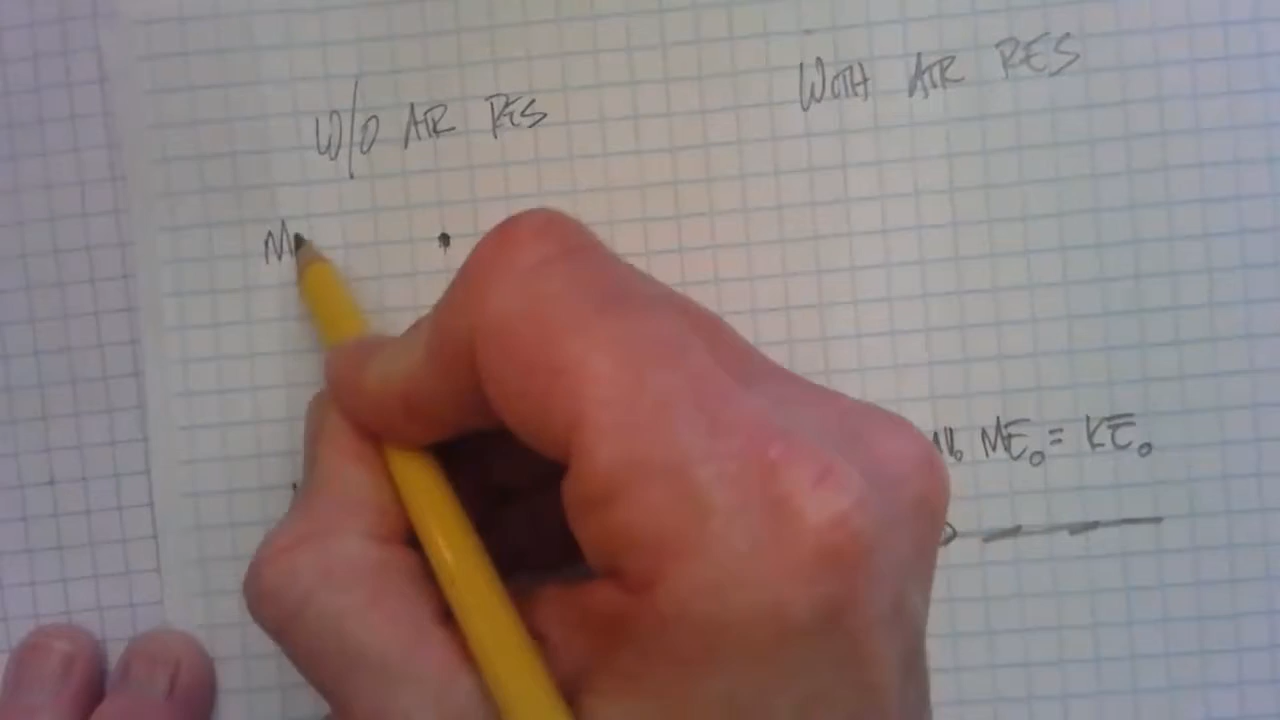 W/O AIR RES
WITH AIR RES
M
ME₀ = KE₀